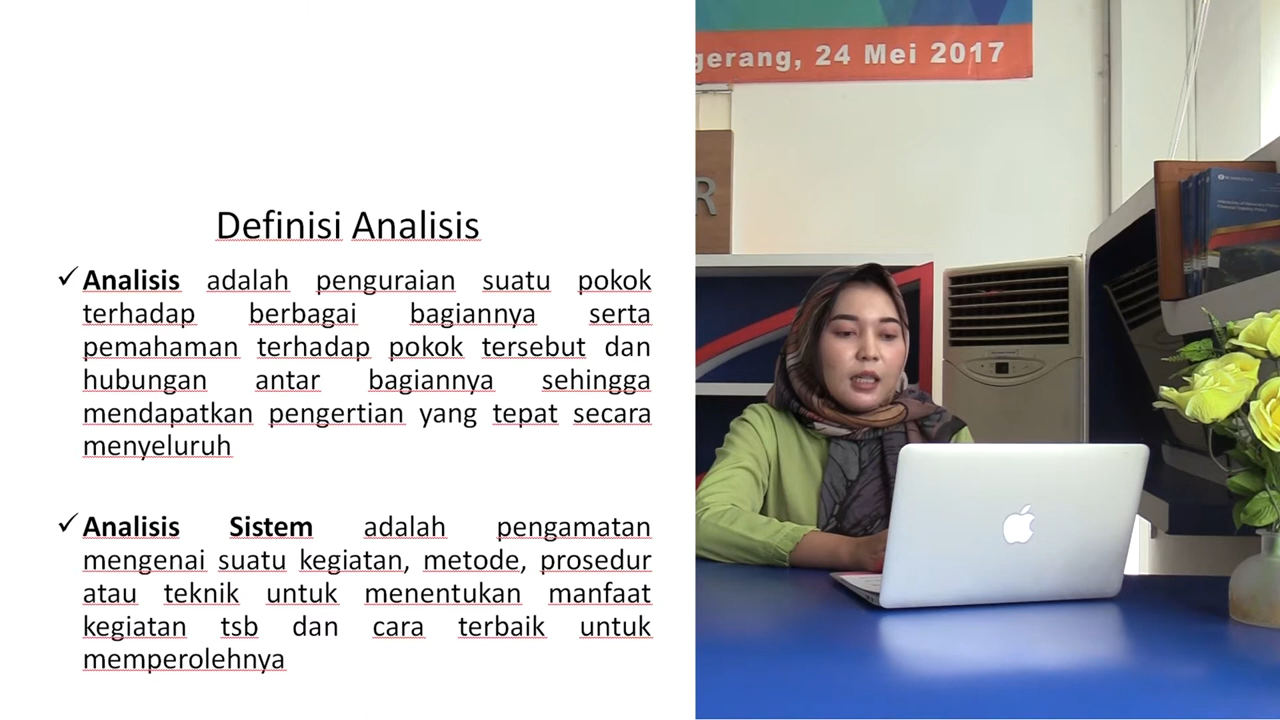 Definisi Analisis
✓ Analisis adalah penguraian suatu pokok
terhadap berbagai bagiannya serta
pemahaman terhadap pokok tersebut dan
hubungan antar bagiannya sehingga
mendapatkan pengertian yang tepat secara
menyeluruh
✓ Analisis Sistem adalah pengamatan
mengenai suatu kegiatan, metode, prosedur
atau teknik untuk menentukan manfaat
kegiatan tsb dan cara terbaik untuk
memperolehnya
gerang, 24 Mei 2017
R